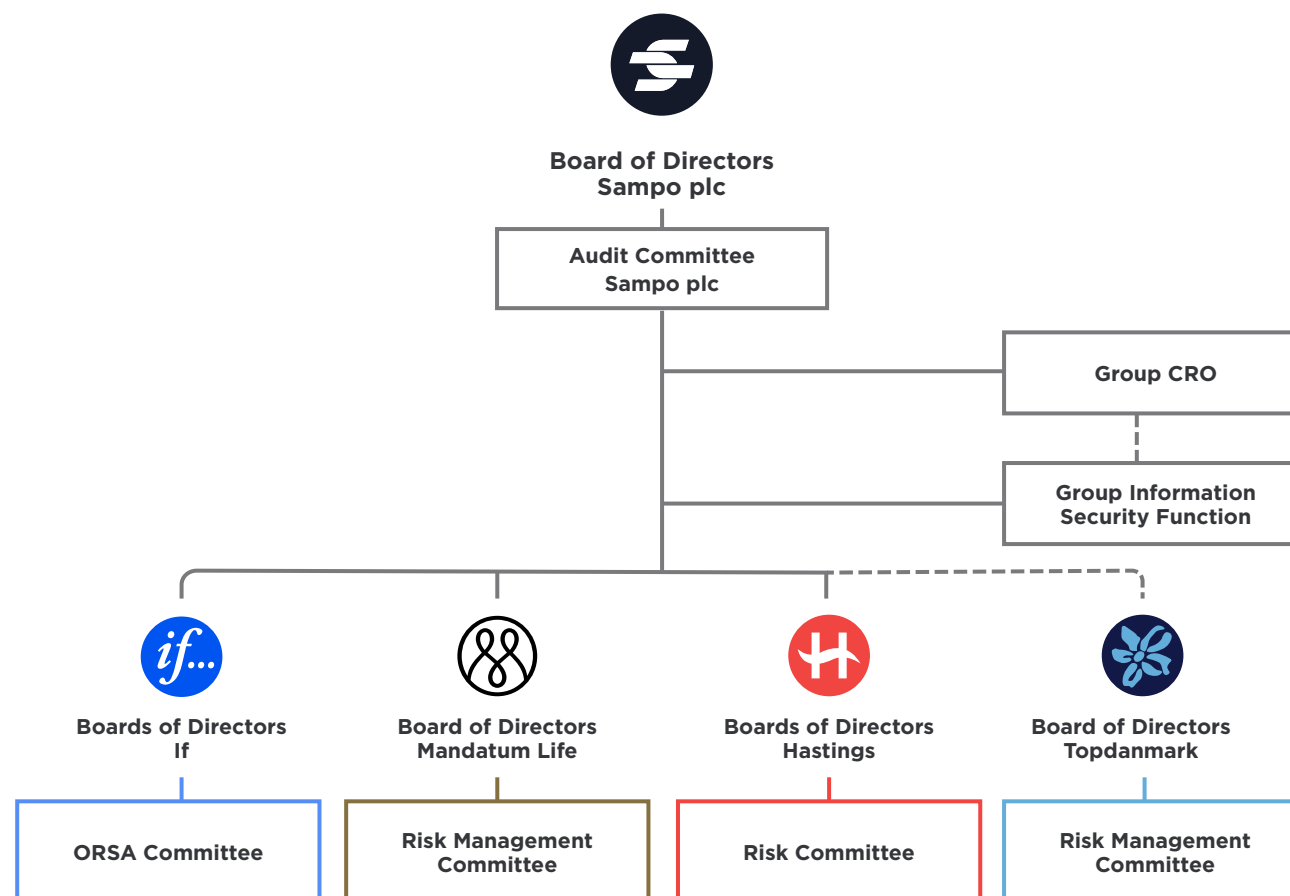 Board of Directors
Sampo plc
Audit Committee
Sampo plc
Group CRO
Group Information
Security Function
if...
H
Boards of Directors
If
Board of Directors
Mandatum Life
Boards of Directors
Hastings
Board of Directors
Topdanmark
ORSA Committee
Risk Management
Committee
Risk Committee
Risk Management
Committee